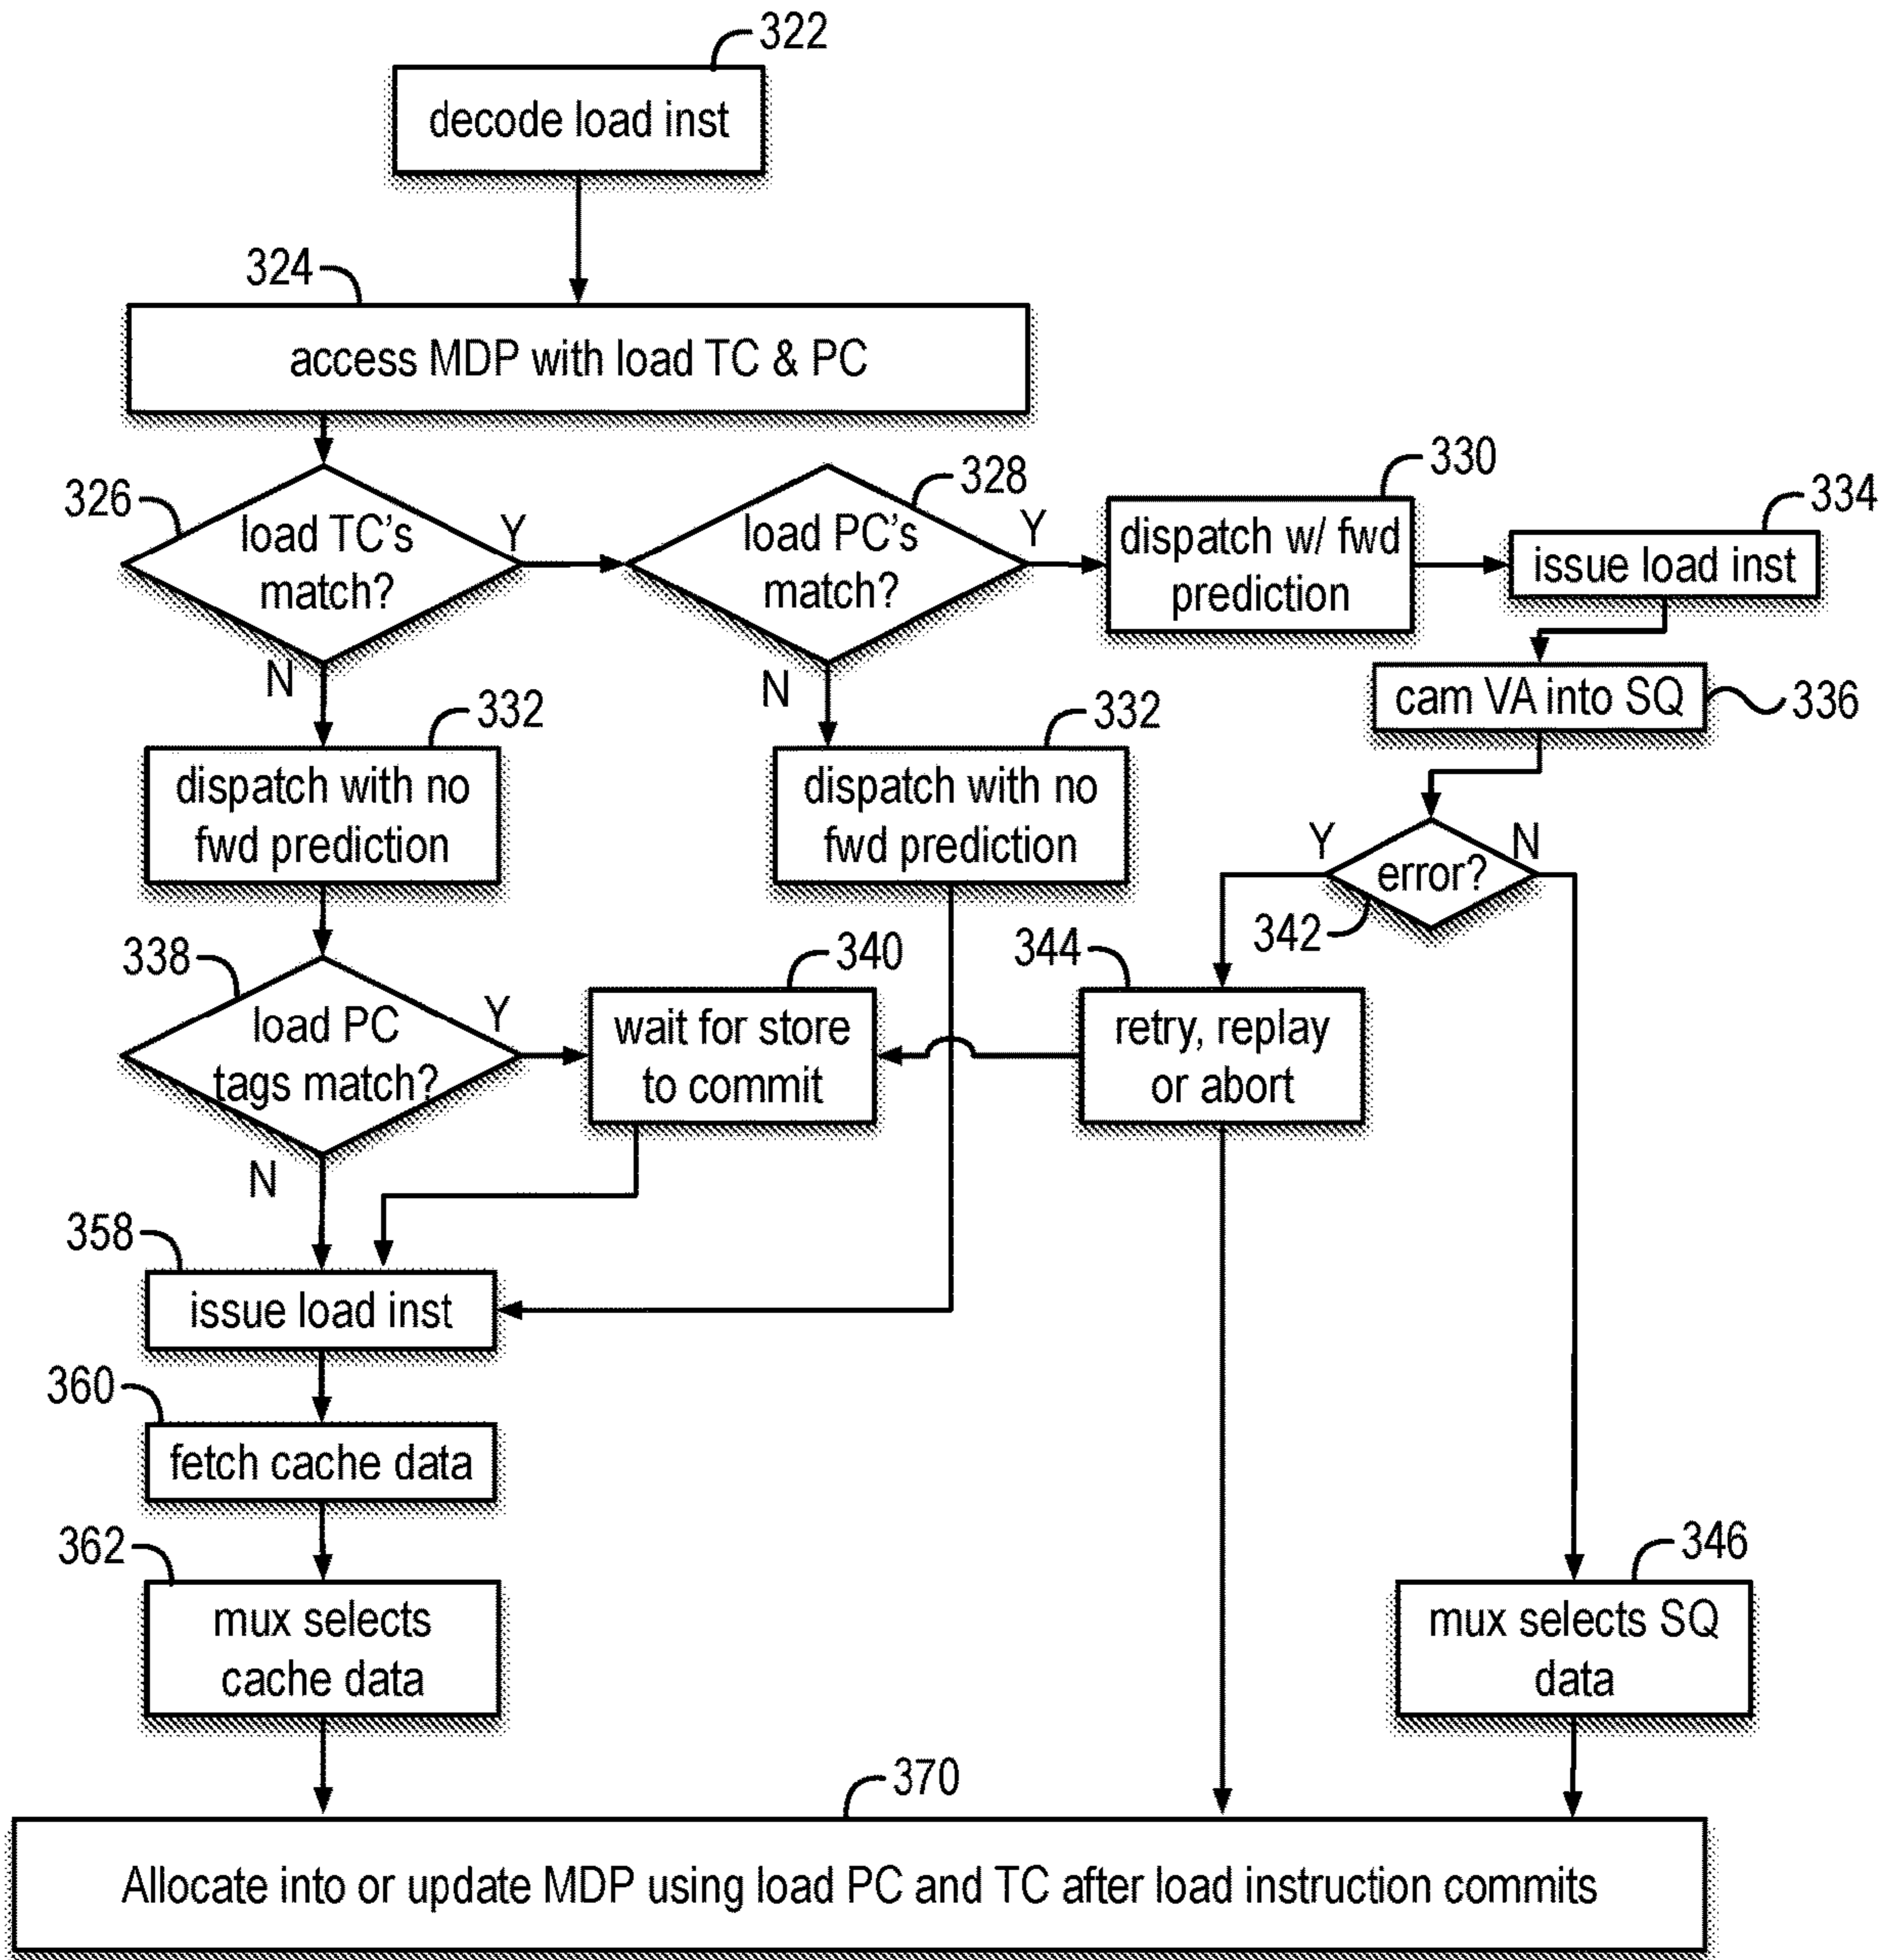 322
decode load inst
324
access MDP with load TC & PC
326
load TC's
match?
Y
N
328
load PC's
match?
Y
N
330
dispatch w/ fwd
prediction
334
issue load inst
cam VA into SQ
336
332
dispatch with no
fwd prediction
332
dispatch with no
fwd prediction
Y
error?
N
342
338
load PC
tags match?
Y
N
340
wait for store
to commit
344
retry, replay
or abort
358
issue load inst
360
fetch cache data
362
mux selects
cache data
346
mux selects SQ
data
370
Allocate into or update MDP using load PC and TC after load instruction commits